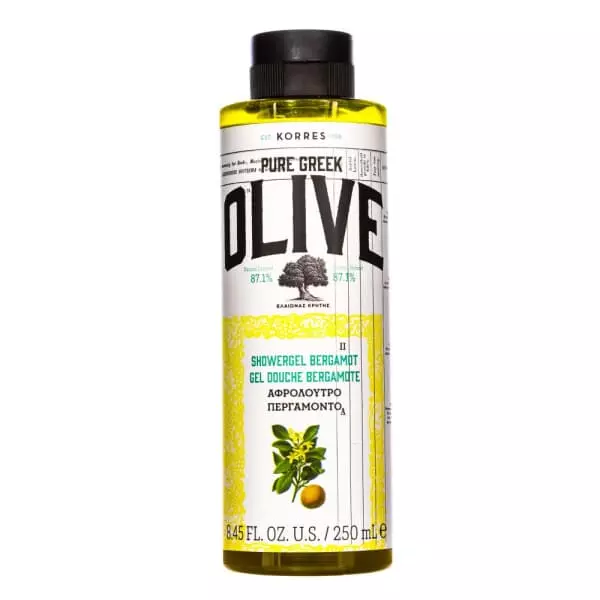 KORRES
PURE GREEK
OLIVE
87.1% 87.1%
ΕΛΑΙΩΝΑΣ ΚΡΗΤΗΣ
II
SHOWERGEL BERGAMOT
GEL DOUCHE BERGAMOTE
ΑΦΡΟΛΟΥΤΡΟ
ΠΕΡΓΑΜΟΝΤΟ
8.45 FL. OZ. U.S. / 250 mL e